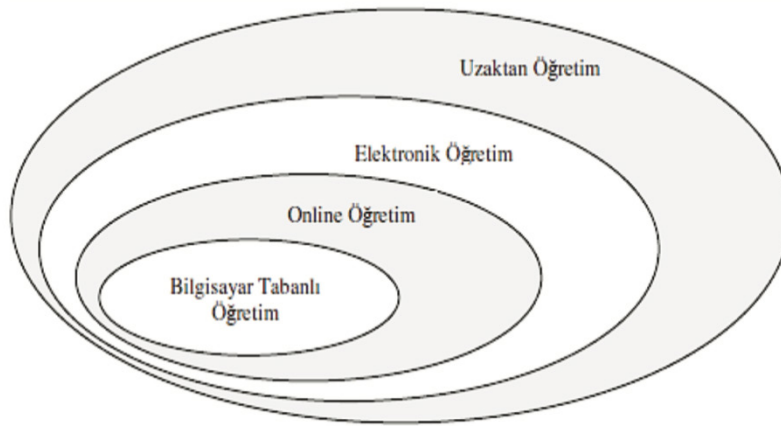 Uzaktan Öğretim
Elektronik Öğretim
Online Öğretim
Bilgisayar Tabanlı
Öğretim